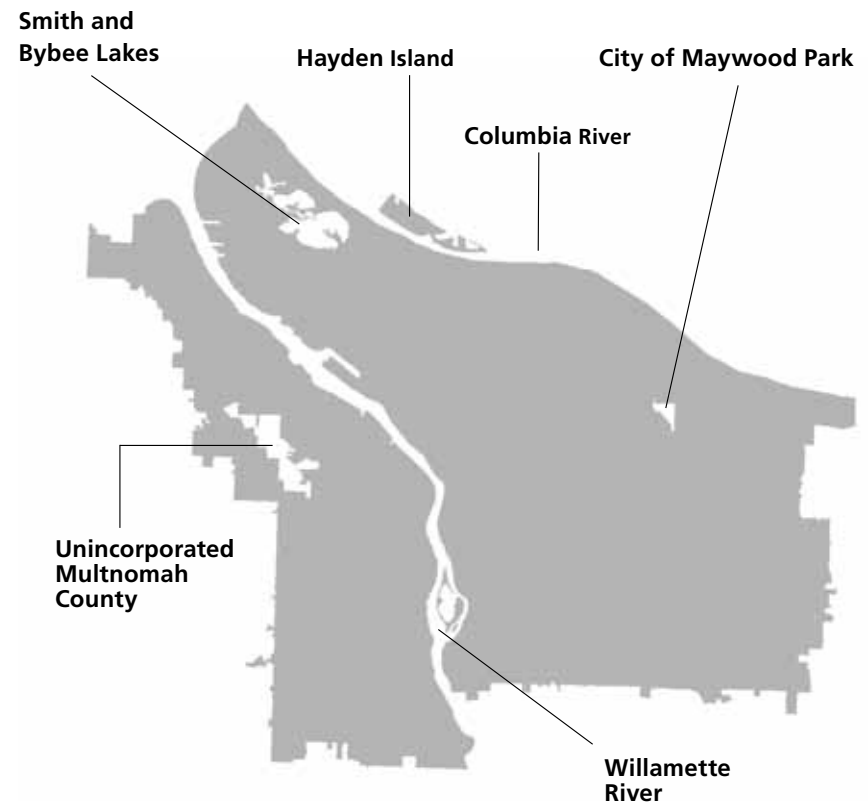 Smith and
Bybee Lakes
Hayden Island
City of Maywood Park
Columbia River
Unincorporated
Multnomah
County
Willamette
River